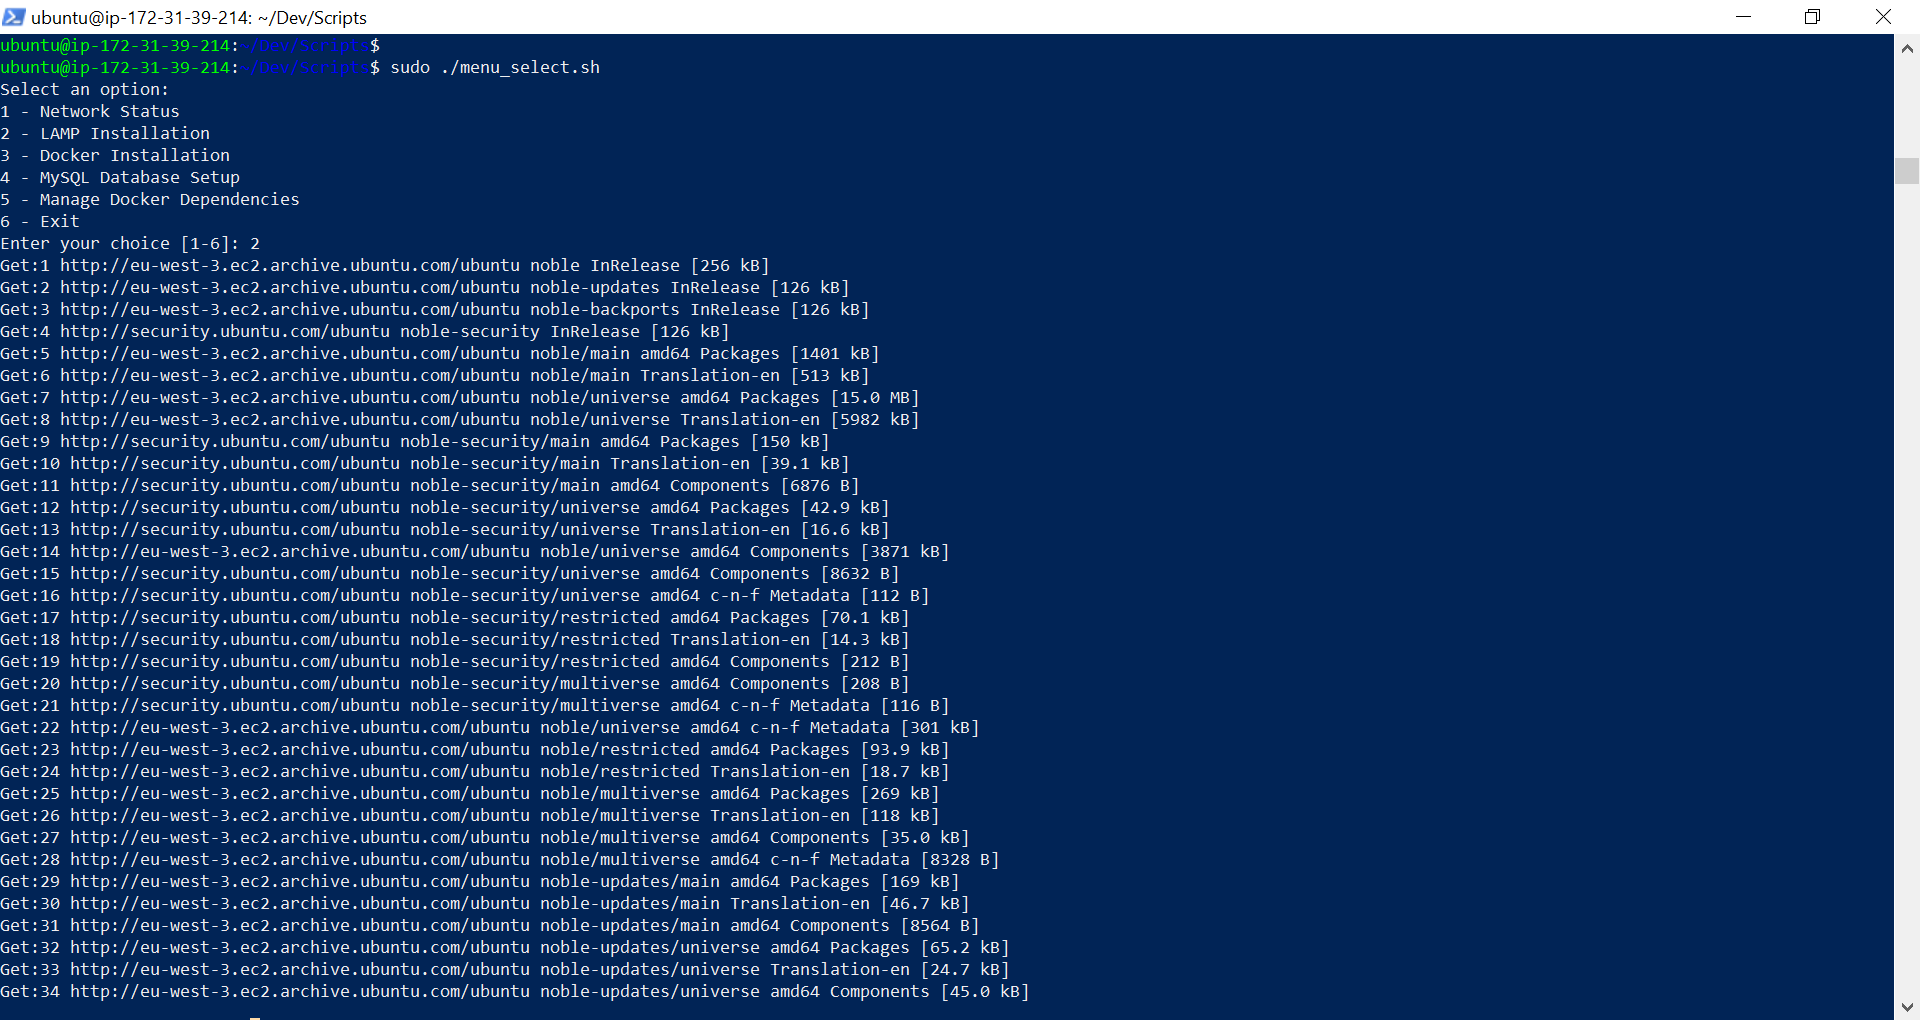 ubuntu@ip-172-31-39-214: ~/Dev/Scripts
ubuntu@ip-172-31-39-214:~/Dev/Scripts$
ubuntu@ip-172-31-39-214:~/Dev/Scripts$ sudo ./menu_select.sh
Select an option:
1 - Network Status
2 - LAMP Installation
3 - Docker Installation
4 - MySQL Database Setup
5 - Manage Docker Dependencies
6 - Exit
Enter your choice [1-6]: 2
Get:1 http://eu-west-3.ec2.archive.ubuntu.com/ubuntu noble InRelease [256 kB]
Get:2 http://eu-west-3.ec2.archive.ubuntu.com/ubuntu noble-updates InRelease [126 kB]
Get:3 http://eu-west-3.ec2.archive.ubuntu.com/ubuntu noble-backports InRelease [126 kB]
Get:4 http://security.ubuntu.com/ubuntu noble-security InRelease [126 kB]
Get:5 http://eu-west-3.ec2.archive.ubuntu.com/ubuntu noble/main amd64 Packages [1401 kB]
Get:6 http://eu-west-3.ec2.archive.ubuntu.com/ubuntu noble/main Translation-en [513 kB]
Get:7 http://eu-west-3.ec2.archive.ubuntu.com/ubuntu noble/universe amd64 Packages [15.0 MB]
Get:8 http://eu-west-3.ec2.archive.ubuntu.com/ubuntu noble/universe Translation-en [5982 kB]
Get:9 http://security.ubuntu.com/ubuntu noble-security/main amd64 Packages [150 kB]
Get:10 http://security.ubuntu.com/ubuntu noble-security/main Translation-en [39.1 kB]
Get:11 http://security.ubuntu.com/ubuntu noble-security/main amd64 Components [6876 B]
Get:12 http://security.ubuntu.com/ubuntu noble-security/universe amd64 Packages [42.9 kB]
Get:13 http://security.ubuntu.com/ubuntu noble-security/universe Translation-en [16.6 kB]
Get:14 http://eu-west-3.ec2.archive.ubuntu.com/ubuntu noble/universe amd64 Components [3871 kB]
Get:15 http://security.ubuntu.com/ubuntu noble-security/universe amd64 Components [8632 B]
Get:16 http://security.ubuntu.com/ubuntu noble-security/universe amd64 c-n-f Metadata [112 B]
Get:17 http://security.ubuntu.com/ubuntu noble-security/restricted amd64 Packages [70.1 kB]
Get:18 http://security.ubuntu.com/ubuntu noble-security/restricted Translation-en [14.3 kB]
Get:19 http://security.ubuntu.com/ubuntu noble-security/restricted amd64 Components [212 B]
Get:20 http://security.ubuntu.com/ubuntu noble-security/multiverse amd64 Components [208 B]
Get:21 http://security.ubuntu.com/ubuntu noble-security/multiverse amd64 c-n-f Metadata [116 B]
Get:22 http://eu-west-3.ec2.archive.ubuntu.com/ubuntu noble/universe amd64 c-n-f Metadata [301 kB]
Get:23 http://eu-west-3.ec2.archive.ubuntu.com/ubuntu noble/restricted amd64 Packages [93.9 kB]
Get:24 http://eu-west-3.ec2.archive.ubuntu.com/ubuntu noble/restricted Translation-en [18.7 kB]
Get:25 http://eu-west-3.ec2.archive.ubuntu.com/ubuntu noble/multiverse amd64 Packages [269 kB]
Get:26 http://eu-west-3.ec2.archive.ubuntu.com/ubuntu noble/multiverse Translation-en [118 kB]
Get:27 http://eu-west-3.ec2.archive.ubuntu.com/ubuntu noble/multiverse amd64 Components [35.0 kB]
Get:28 http://eu-west-3.ec2.archive.ubuntu.com/ubuntu noble/multiverse amd64 c-n-f Metadata [8328 B]
Get:29 http://eu-west-3.ec2.archive.ubuntu.com/ubuntu noble-updates/main amd64 Packages [169 kB]
Get:30 http://eu-west-3.ec2.archive.ubuntu.com/ubuntu noble-updates/main Translation-en [46.7 kB]
Get:31 http://eu-west-3.ec2.archive.ubuntu.com/ubuntu noble-updates/main amd64 Components [8564 B]
Get:32 http://eu-west-3.ec2.archive.ubuntu.com/ubuntu noble-updates/universe amd64 Packages [65.2 kB]
Get:33 http://eu-west-3.ec2.archive.ubuntu.com/ubuntu noble-updates/universe Translation-en [24.7 kB]
Get:34 http://eu-west-3.ec2.archive.ubuntu.com/ubuntu noble-updates/universe amd64 Components [45.0 kB]